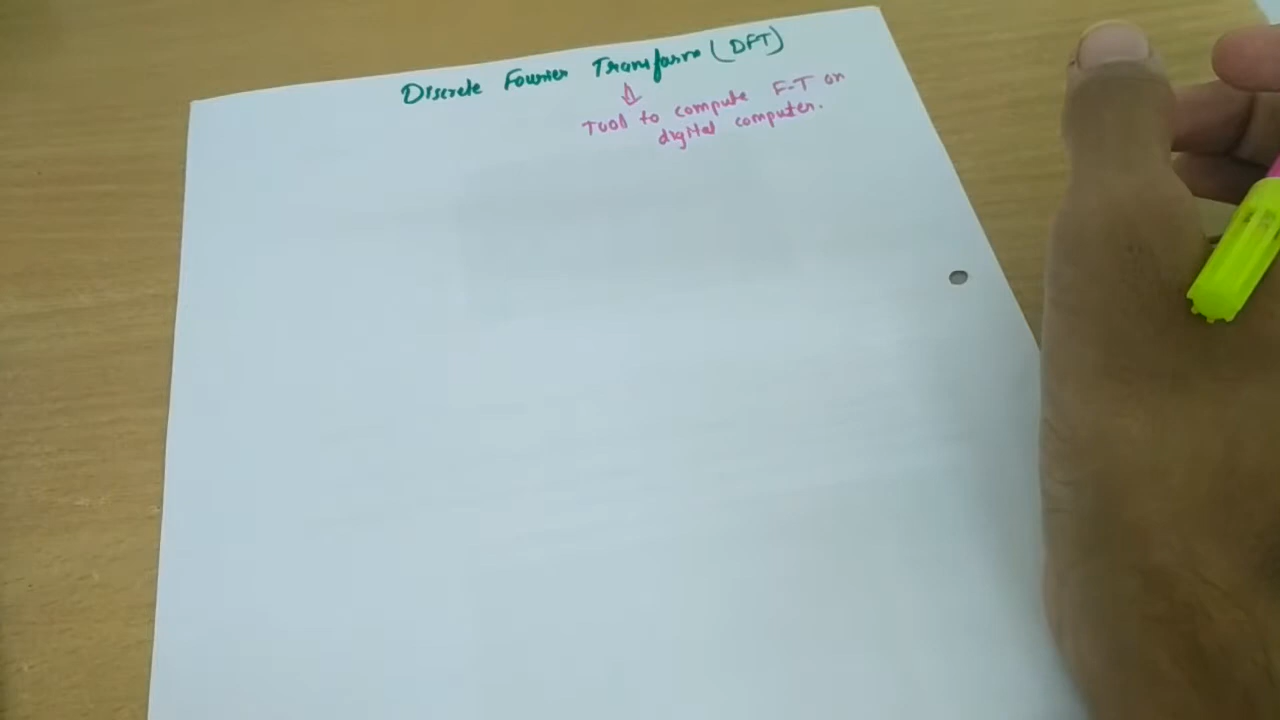 Discrete Fourier Transform (DFT)
Tool to compute F.T on
digital computer.